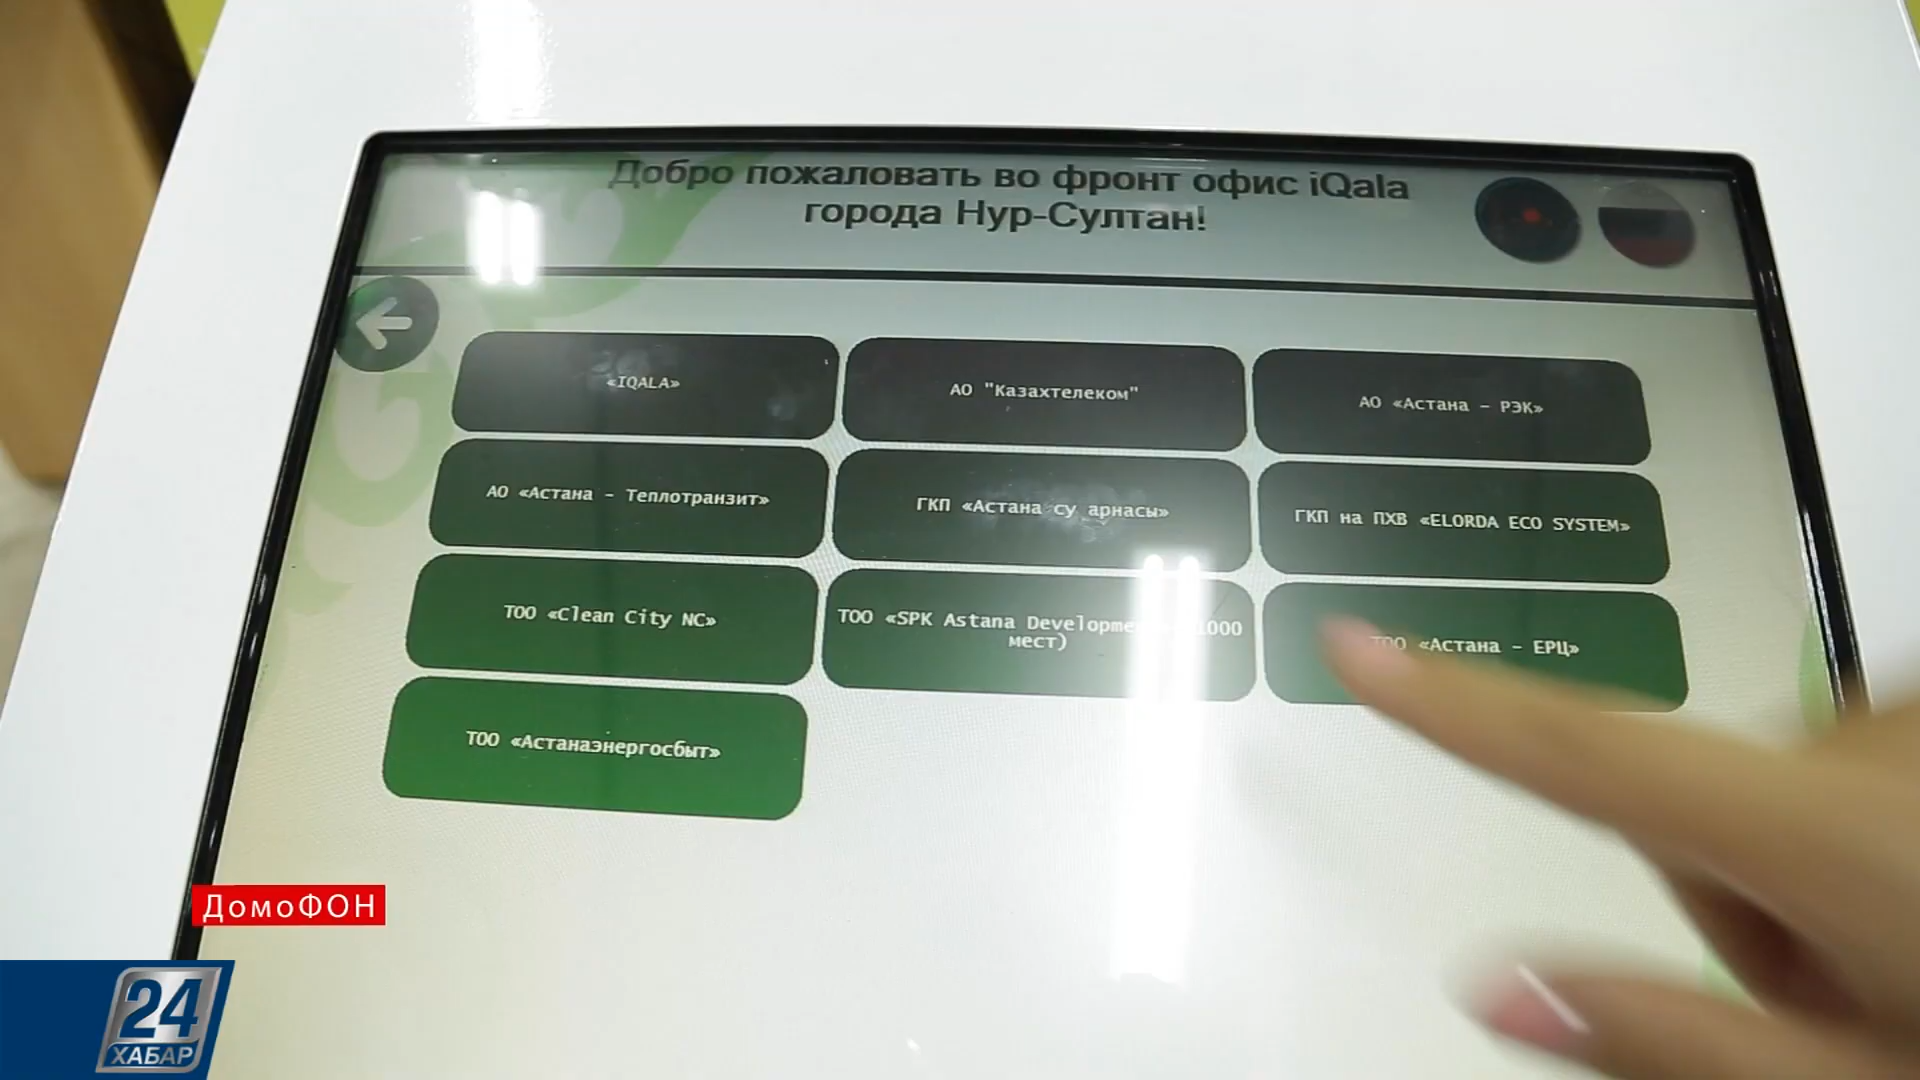 Добро пожаловать во фронт офис iQala
города Нур-Султан!
«IQALA»
АО "Казахтелеком"
АО «Астана - РЭК»
АО «Астана - Теплотранзит»
ГКП «Астана су арнасы»
ГКП на ПХВ «ELORDA ECO SYSTEM»
ТОО «Clean City NC»
ТОО «SPK Astana Developme 1000
мест)
ТОО «Астана - ЕРЦ»
ТОО «Астанаэнергосбыт»
ДомоФОН
24
ХАБАР